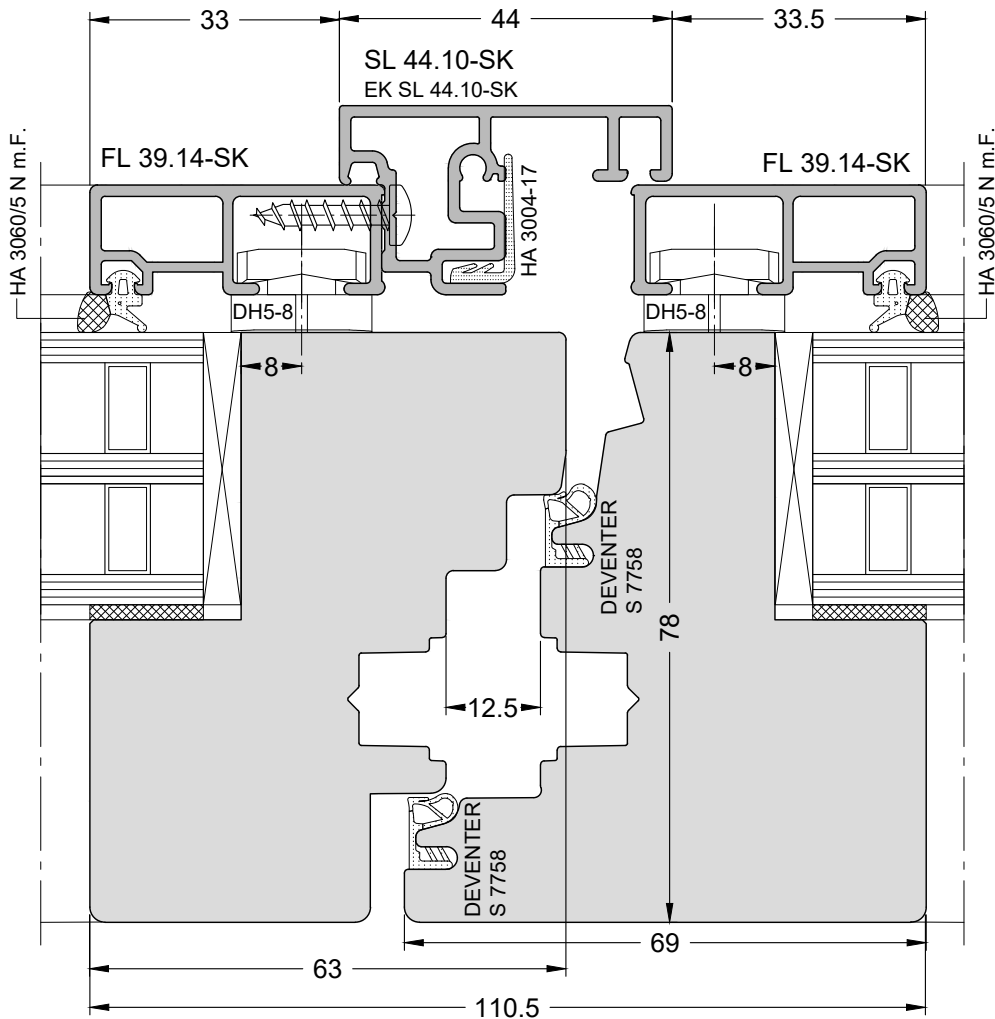 33
44
33.5
SL 44.10-SK
EK SL 44.10-SK
FL 39.14-SK
FL 39.14-SK
HA 3060/5 N m.F.
HA 3004-17
HA 3060/5 N m.F.
DH5-8
DH5-8
8
8
DEVENTER
S 7758
78
12.5
DEVENTER
S 7758
69
63
110.5